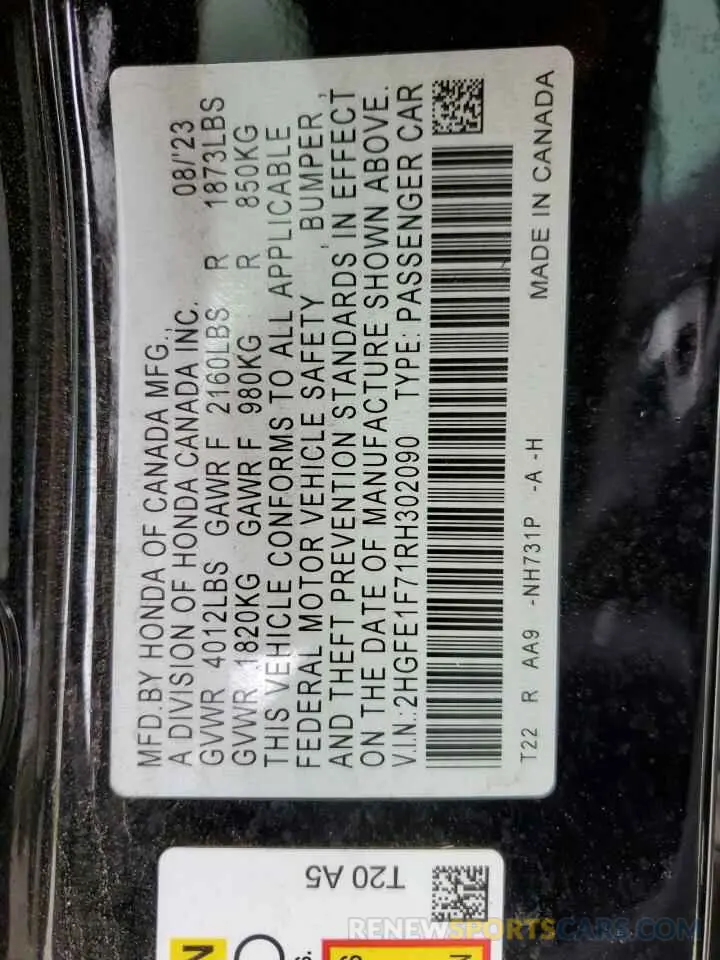 MFD. BY HONDA OF CANADA MFG.,
A DIVISION OF HONDA CANADA INC. 08/'23
GVWR 4012LBS GAWR F 2160LBS R 1873LBS
GVWR 1820KG GAWR F 980KG R 850KG
THIS VEHICLE CONFORMS TO ALL APPLICABLE
FEDERAL MOTOR VEHICLE SAFETY , BUMPER ,
AND THEFT PREVENTION STANDARDS IN EFFECT
ON THE DATE OF MANUFACTURE SHOWN ABOVE.
V.I.N.: 2HGFE1F71RH302090 TYPE: PASSENGER CAR
T22 R AA9 -NH731P -A -H MADE IN CANADA
T20 A5
RENEWSPORTSCARS.COM